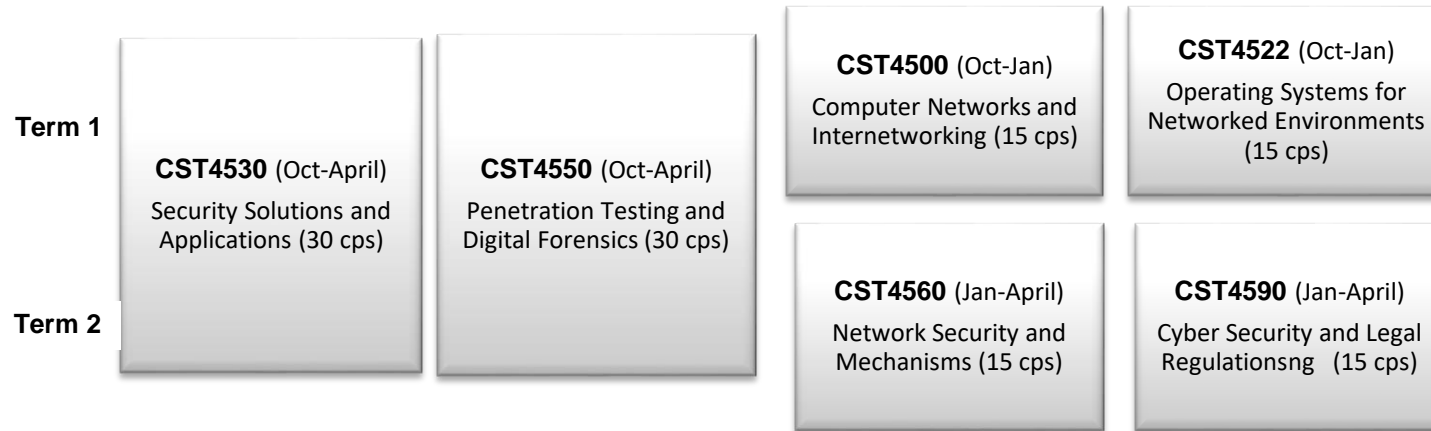 Term 1
CST4530 (Oct-April)
Security Solutions and
Applications (30 cps)
CST4550 (Oct-April)
Penetration Testing and
Digital Forensics (30 cps)
CST4500 (Oct-Jan)
Computer Networks and
Internetworking (15 cps)
CST4522 (Oct-Jan)
Operating Systems for
Networked Environments
(15 cps)
Term 2
CST4560 (Jan-April)
Network Security and
Mechanisms (15 cps)
CST4590 (Jan-April)
Cyber Security and Legal
Regulationsng (15 cps)